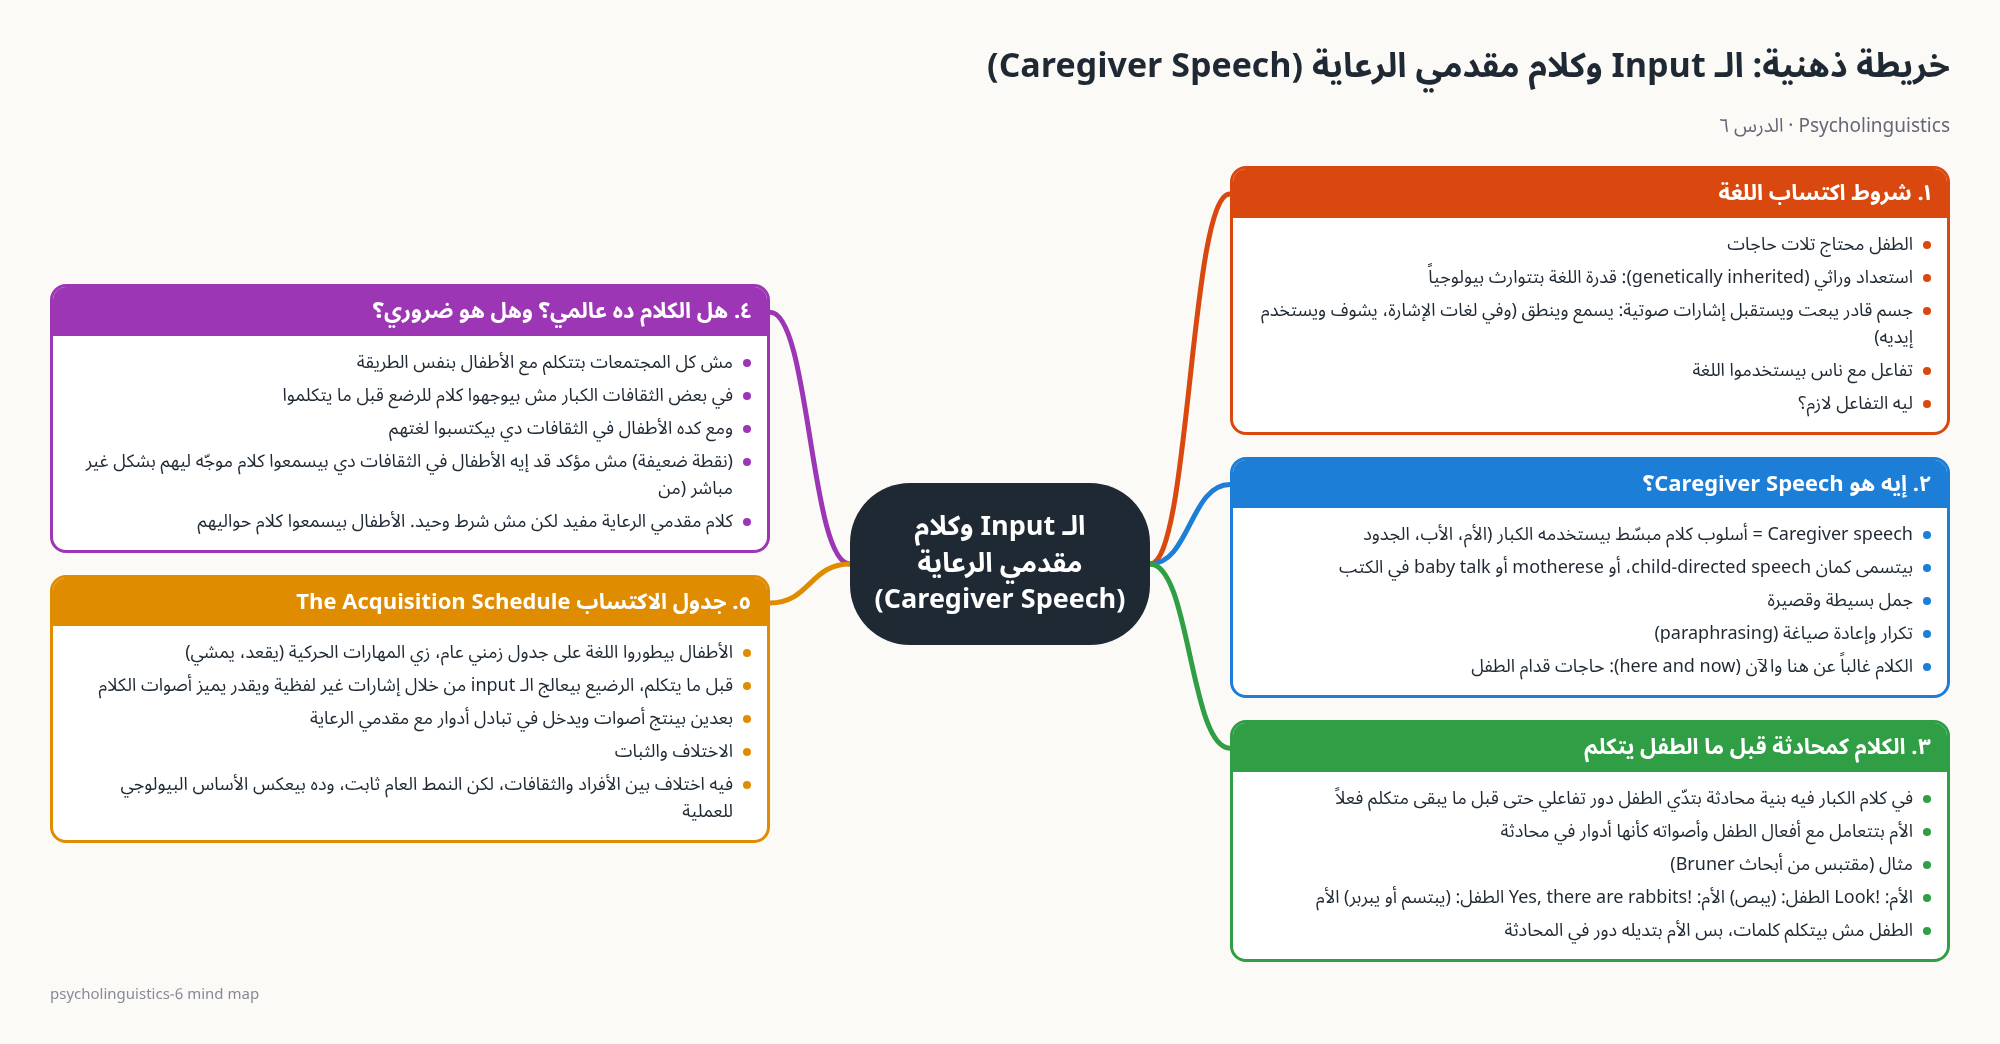 خريطة ذهنية: الـ Input وكلام مقدمي الرعاية (Caregiver Speech)
Psycholinguistics · الدرس ٦
١. شروط اكتساب اللغة
الطفل محتاج تلات حاجات
استعداد وراثي (genetically inherited): قدرة اللغة بتتوارث بيولوجياً
جسم قادر يبعت ويستقبل إشارات صوتية: يسمع وينطق (وفي لغات الإشارة، يشوف ويستخدم
إيديه)
تفاعل مع ناس بيستخدموا اللغة
ليه التفاعل لازم؟
٢. إيه هو Caregiver Speech؟
Caregiver speech = أسلوب كلام مبسّط بيستخدمه الكبار (الأم، الأب، الجدود
بيتسمى كمان child-directed speech، أو motherese أو baby talk في الكتب
جمل بسيطة وقصيرة
تكرار وإعادة صياغة (paraphrasing)
الكلام غالباً عن هنا والآن (here and now): حاجات قدام الطفل
٣. الكلام كمحادثة قبل ما الطفل يتكلم
في كلام الكبار فيه بنية محادثة بتدّي الطفل دور تفاعلي حتى قبل ما يبقى متكلم فعلاً
الأم بتتعامل مع أفعال الطفل وأصواته كأنها أدوار في محادثة
مثال (مقتبس من أبحاث Bruner)
الأم: Look! الطفل: (يبص) الأم: Yes, there are rabbits! الطفل: (يبتسم أو يبربر) الأم
الطفل مش بيتكلم كلمات، بس الأم بتديله دور في المحادثة
الـ Input وكلام
مقدمي الرعاية
(Caregiver Speech)
٤. هل الكلام ده عالمي؟ وهل هو ضروري؟
مش كل المجتمعات بتتكلم مع الأطفال بنفس الطريقة
في بعض الثقافات الكبار مش بيوجهوا كلام للرضع قبل ما يتكلموا
ومع كده الأطفال في الثقافات دي بيكتسبوا لغتهم
(نقطة ضعيفة) مش مؤكد قد إيه الأطفال في الثقافات دي بيسمعوا كلام موجّه ليهم بشكل غير
مباشر (من
كلام مقدمي الرعاية مفيد لكن مش شرط وحيد. الأطفال بيسمعوا كلام حواليهم
٥. جدول الاكتساب The Acquisition Schedule
الأطفال بيطوروا اللغة على جدول زمني عام، زي المهارات الحركية (يقعد، يمشي)
قبل ما يتكلم، الرضيع بيعالج الـ input من خلال إشارات غير لفظية ويقدر يميز أصوات الكلام
بعدين بينتج أصوات ويدخل في تبادل أدوار مع مقدمي الرعاية
الاختلاف والثبات
فيه اختلاف بين الأفراد والثقافات، لكن النمط العام ثابت، وده بيعكس الأساس البيولوجي
للعملية
psycholinguistics-6 mind map